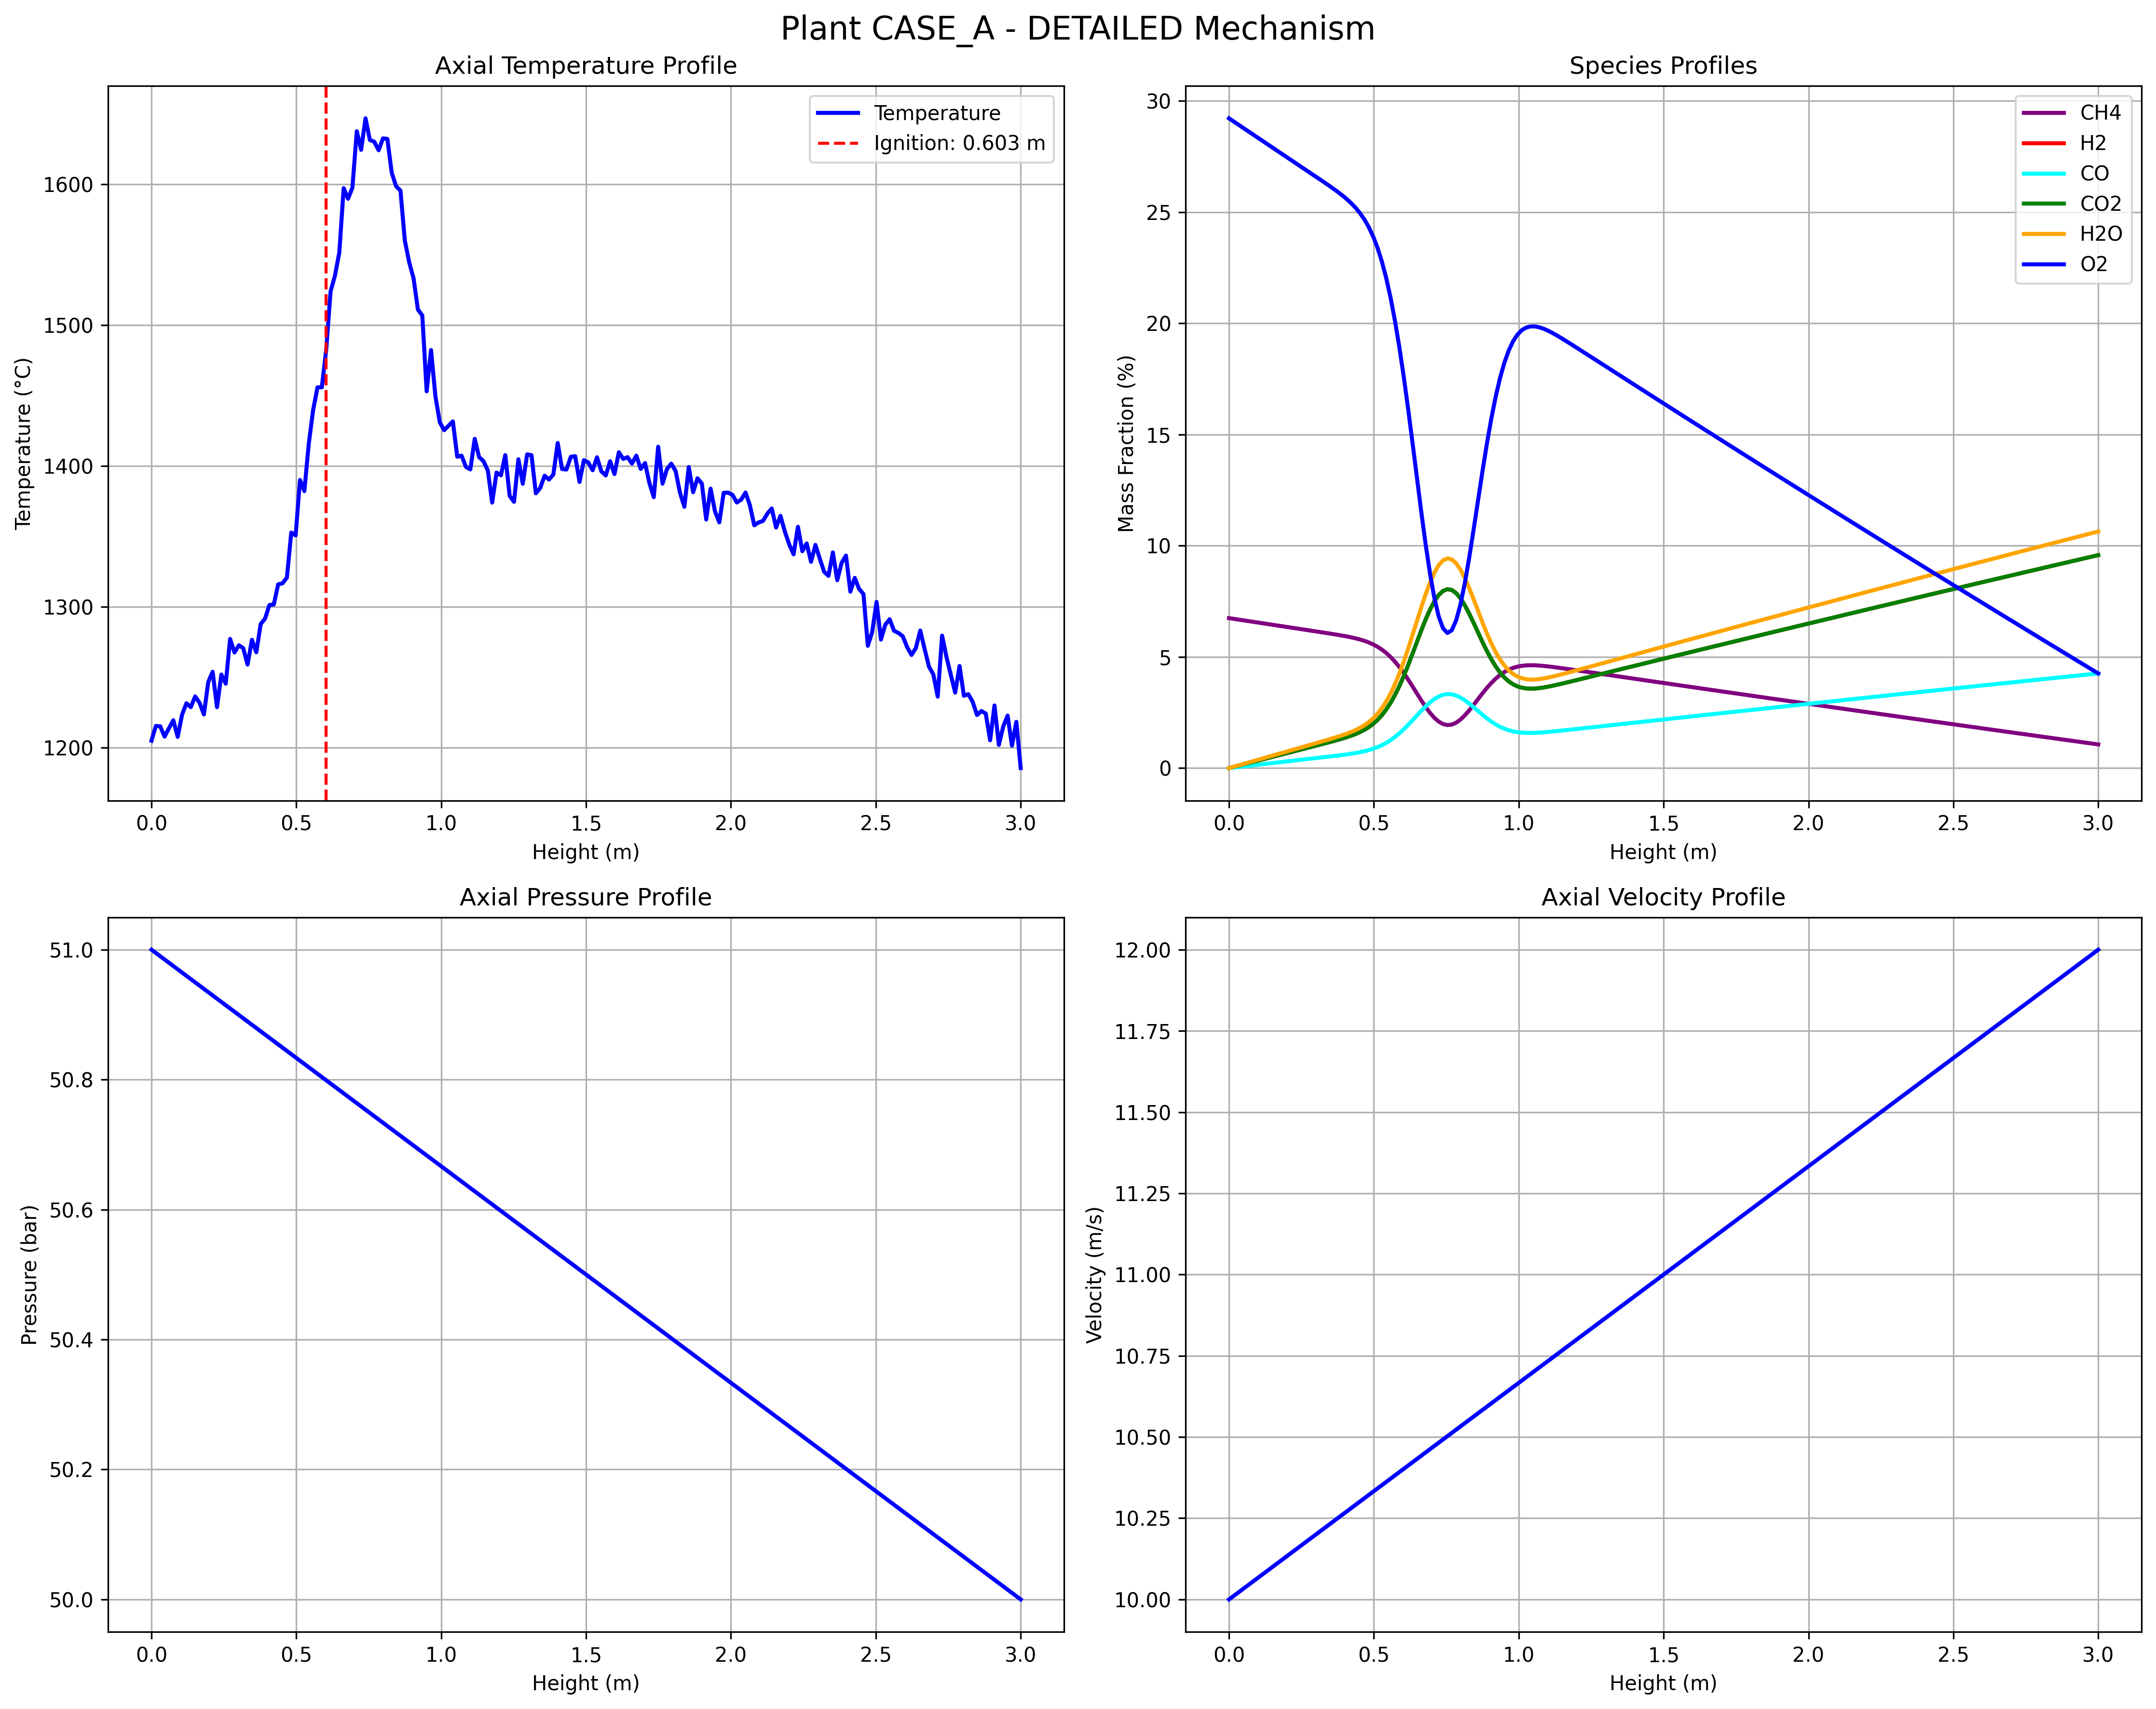 Plant CASE_A - DETAILED Mechanism
Axial Temperature Profile
Temperature
Ignition: 0.603 m
Temperature (°C)
1600
1500
1400
1300
1200
0.0 0.5 1.0 1.5 2.0 2.5 3.0
Height (m)
Species Profiles
CH4
H2
CO
CO2
H2O
O2
Mass Fraction (%)
30
25
20
15
10
5
0
0.0 0.5 1.0 1.5 2.0 2.5 3.0
Height (m)
Axial Pressure Profile
Pressure (bar)
51.0
50.8
50.6
50.4
50.2
50.0
0.0 0.5 1.0 1.5 2.0 2.5 3.0
Height (m)
Axial Velocity Profile
Velocity (m/s)
12.00
11.75
11.50
11.25
11.00
10.75
10.50
10.25
10.00
0.0 0.5 1.0 1.5 2.0 2.5 3.0
Height (m)